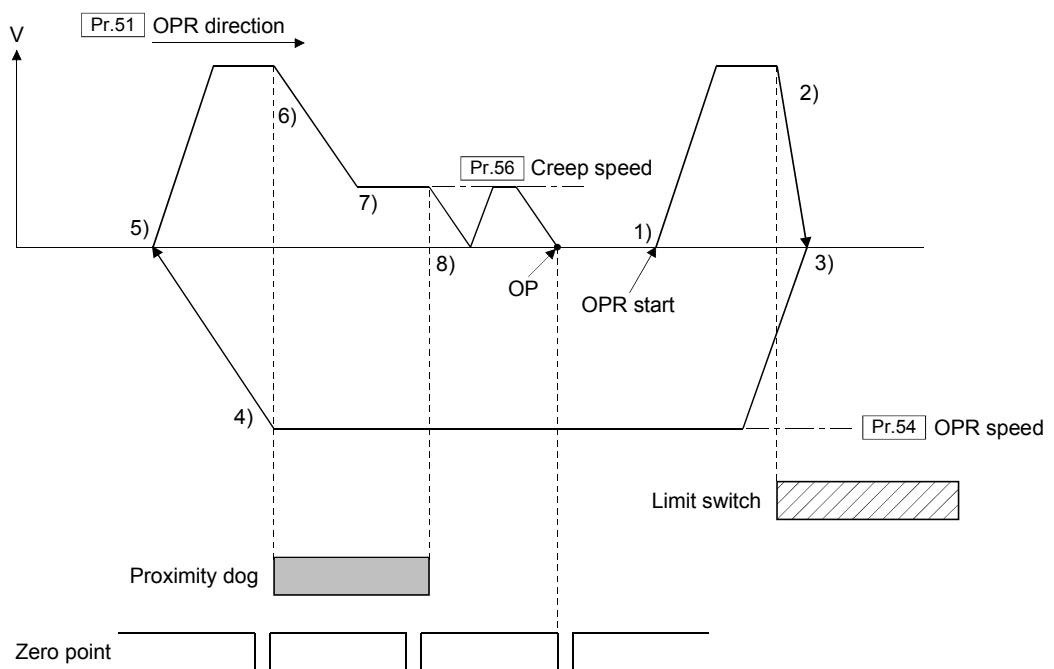 Pr.51 OPR direction
V
6)
2)
Pr.56 Creep speed
7)
5)
1)
8)
3)
OP
OPR start
4)
Pr.54 OPR speed
Limit switch
Proximity dog
Zero point